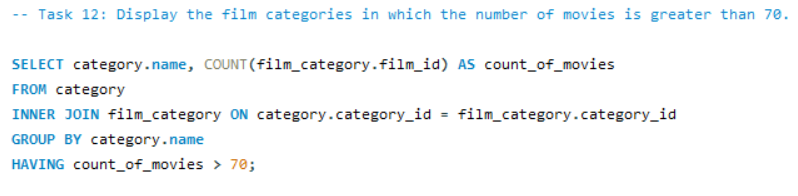 -- Task 12: Display the film categories in which the number of movies is greater than 70.
SELECT category.name, COUNT(film_category.film_id) AS count_of_movies
FROM category
INNER JOIN film_category ON category.category_id = film_category.category_id
GROUP BY category.name
HAVING count_of_movies > 70;